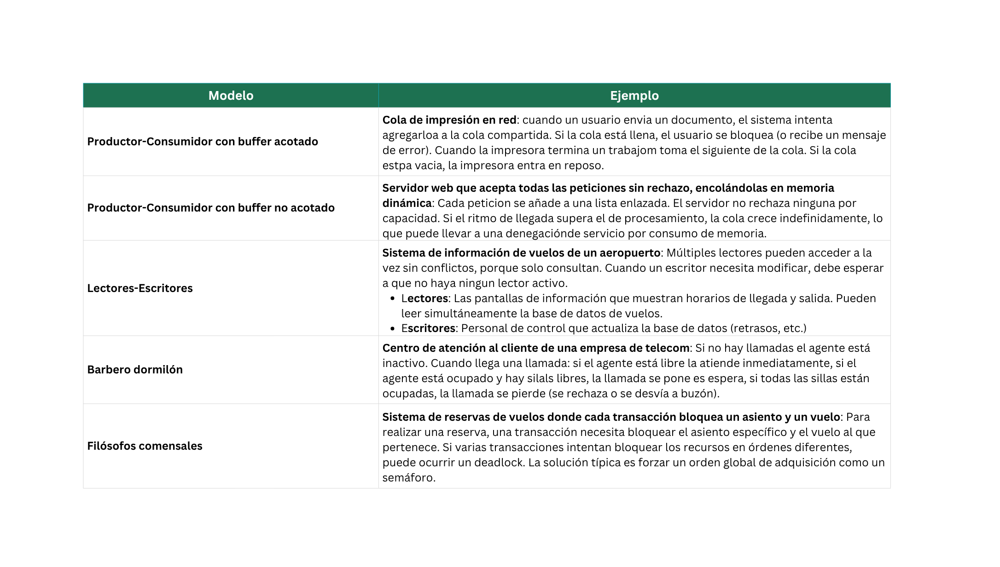 Modelo
Ejemplo
Productor-Consumidor con buffer acotado
Cola de impresión en red: cuando un usuario envia un documento, el sistema intenta
agregarloa a la cola compartida. Si la cola está llena, el usuario se bloquea (o recibe un mensaje
de error). Cuando la impresora termina un trabajom toma el siguiente de la cola. Si la cola
estpa vacia, la impresora entra en reposo.
Productor-Consumidor con buffer no acotado
Servidor web que acepta todas las peticiones sin rechazo, encolándolas en memoria
dinámica: Cada peticion se añade a una lista enlazada. El servidor no rechaza ninguna por
capacidad. Si el ritmo de llegada supera el de procesamiento, la cola crece indefinidamente, lo
que puede llevar a una denegaciónde servicio por consumo de memoria.
Lectores-Escritores
Sistema de información de vuelos de un aeropuerto: Múltiples lectores pueden acceder a la
vez sin conflictos, porque solo consultan. Cuando un escritor necesita modificar, debe esperar
a que no haya ningun lector activo.
• Lectores: Las pantallas de información que muestran horarios de llegada y salida. Pueden
leer simultáneamente la base de datos de vuelos.
• Escritores: Personal de control que actualiza la base de datos (retrasos, etc.)
Barbero dormilón
Centro de atención al cliente de una empresa de telecom: Si no hay llamadas el agente está
inactivo. Cuando llega una llamada: si el agente está libre la atiende inmediatamente, si el
agente está ocupado y hay silals libres, la llamada se pone es espera, si todas las sillas están
ocupadas, la llamada se pierde (se rechaza o se desvía a buzón).
Filósofos comensales
Sistema de reservas de vuelos donde cada transacción bloquea un asiento y un vuelo: Para
realizar una reserva, una transacción necesita bloquear el asiento específico y el vuelo al que
pertenece. Si varias transacciones intentan bloquear los recursos en órdenes diferentes,
puede ocurrir un deadlock. La solución típica es forzar un orden global de adquisición como un
semáforo.